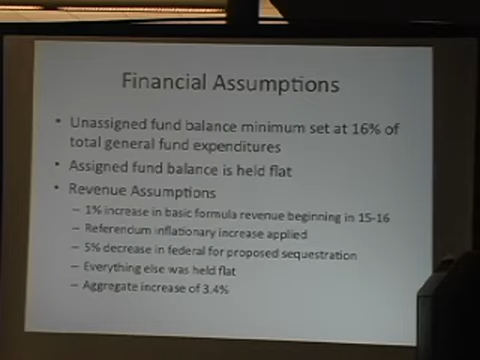 Financial Assumptions
• Unassigned fund balance minimum set at 16% of
total general fund expenditures
• Assigned fund balance is held flat
• Revenue Assumptions
– 1% increase in basic formula revenue beginning in 15-16
– Referendum inflationary increase applied
– 5% decrease in federal for proposed sequestration
– Everything else was held flat
– Aggregate increase of 3.4%